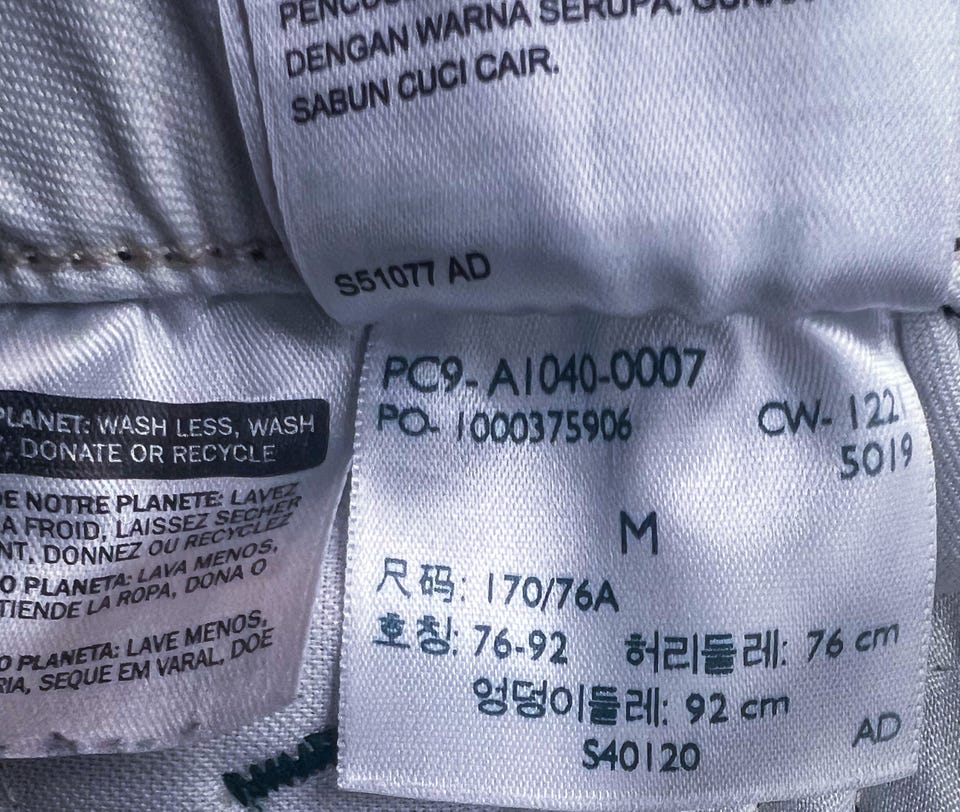 DENGAN WARNA SERUPA.
SABUN CUCI CAIR.
S51077 AD
PLANET: WASH LESS, WASH
DONATE OR RECYCLE
DE NOTRE PLANETE: LAVEZ
A FROID, LAISSEZ SECHER
DONNEZ OU RECYCLEZ
O PLANETA: LAVA MENOS,
TIENDE LA ROPA, DONA O
O PLANETA: LAVE MENOS,
SEQUE EM VARAL, DOE
PC9-A1040-0007
PO-1000375906
CW-122
5019
M
尺码: 170/76A
호칭: 76-92 허리둘레: 76 cm
엉덩이둘레: 92 cm
S40120
AD